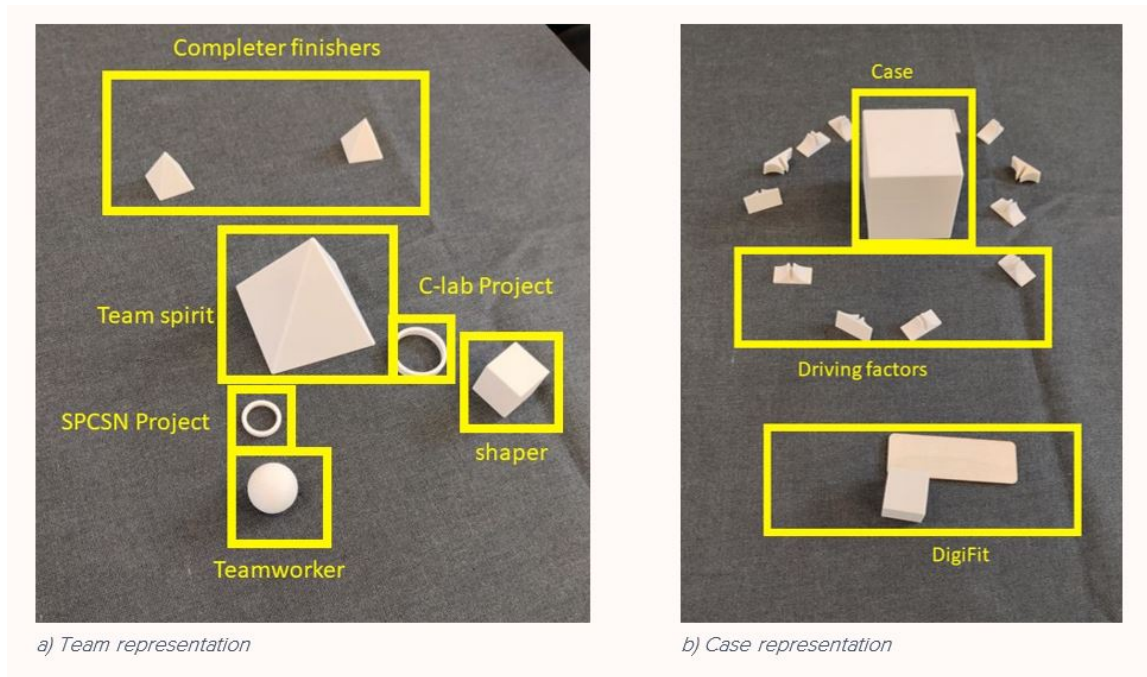 Completer finishers
Team spirit
C-lab Project
SPCSN Project
shaper
Teamworker
a) Team representation
Case
Driving factors
DigiFit
b) Case representation